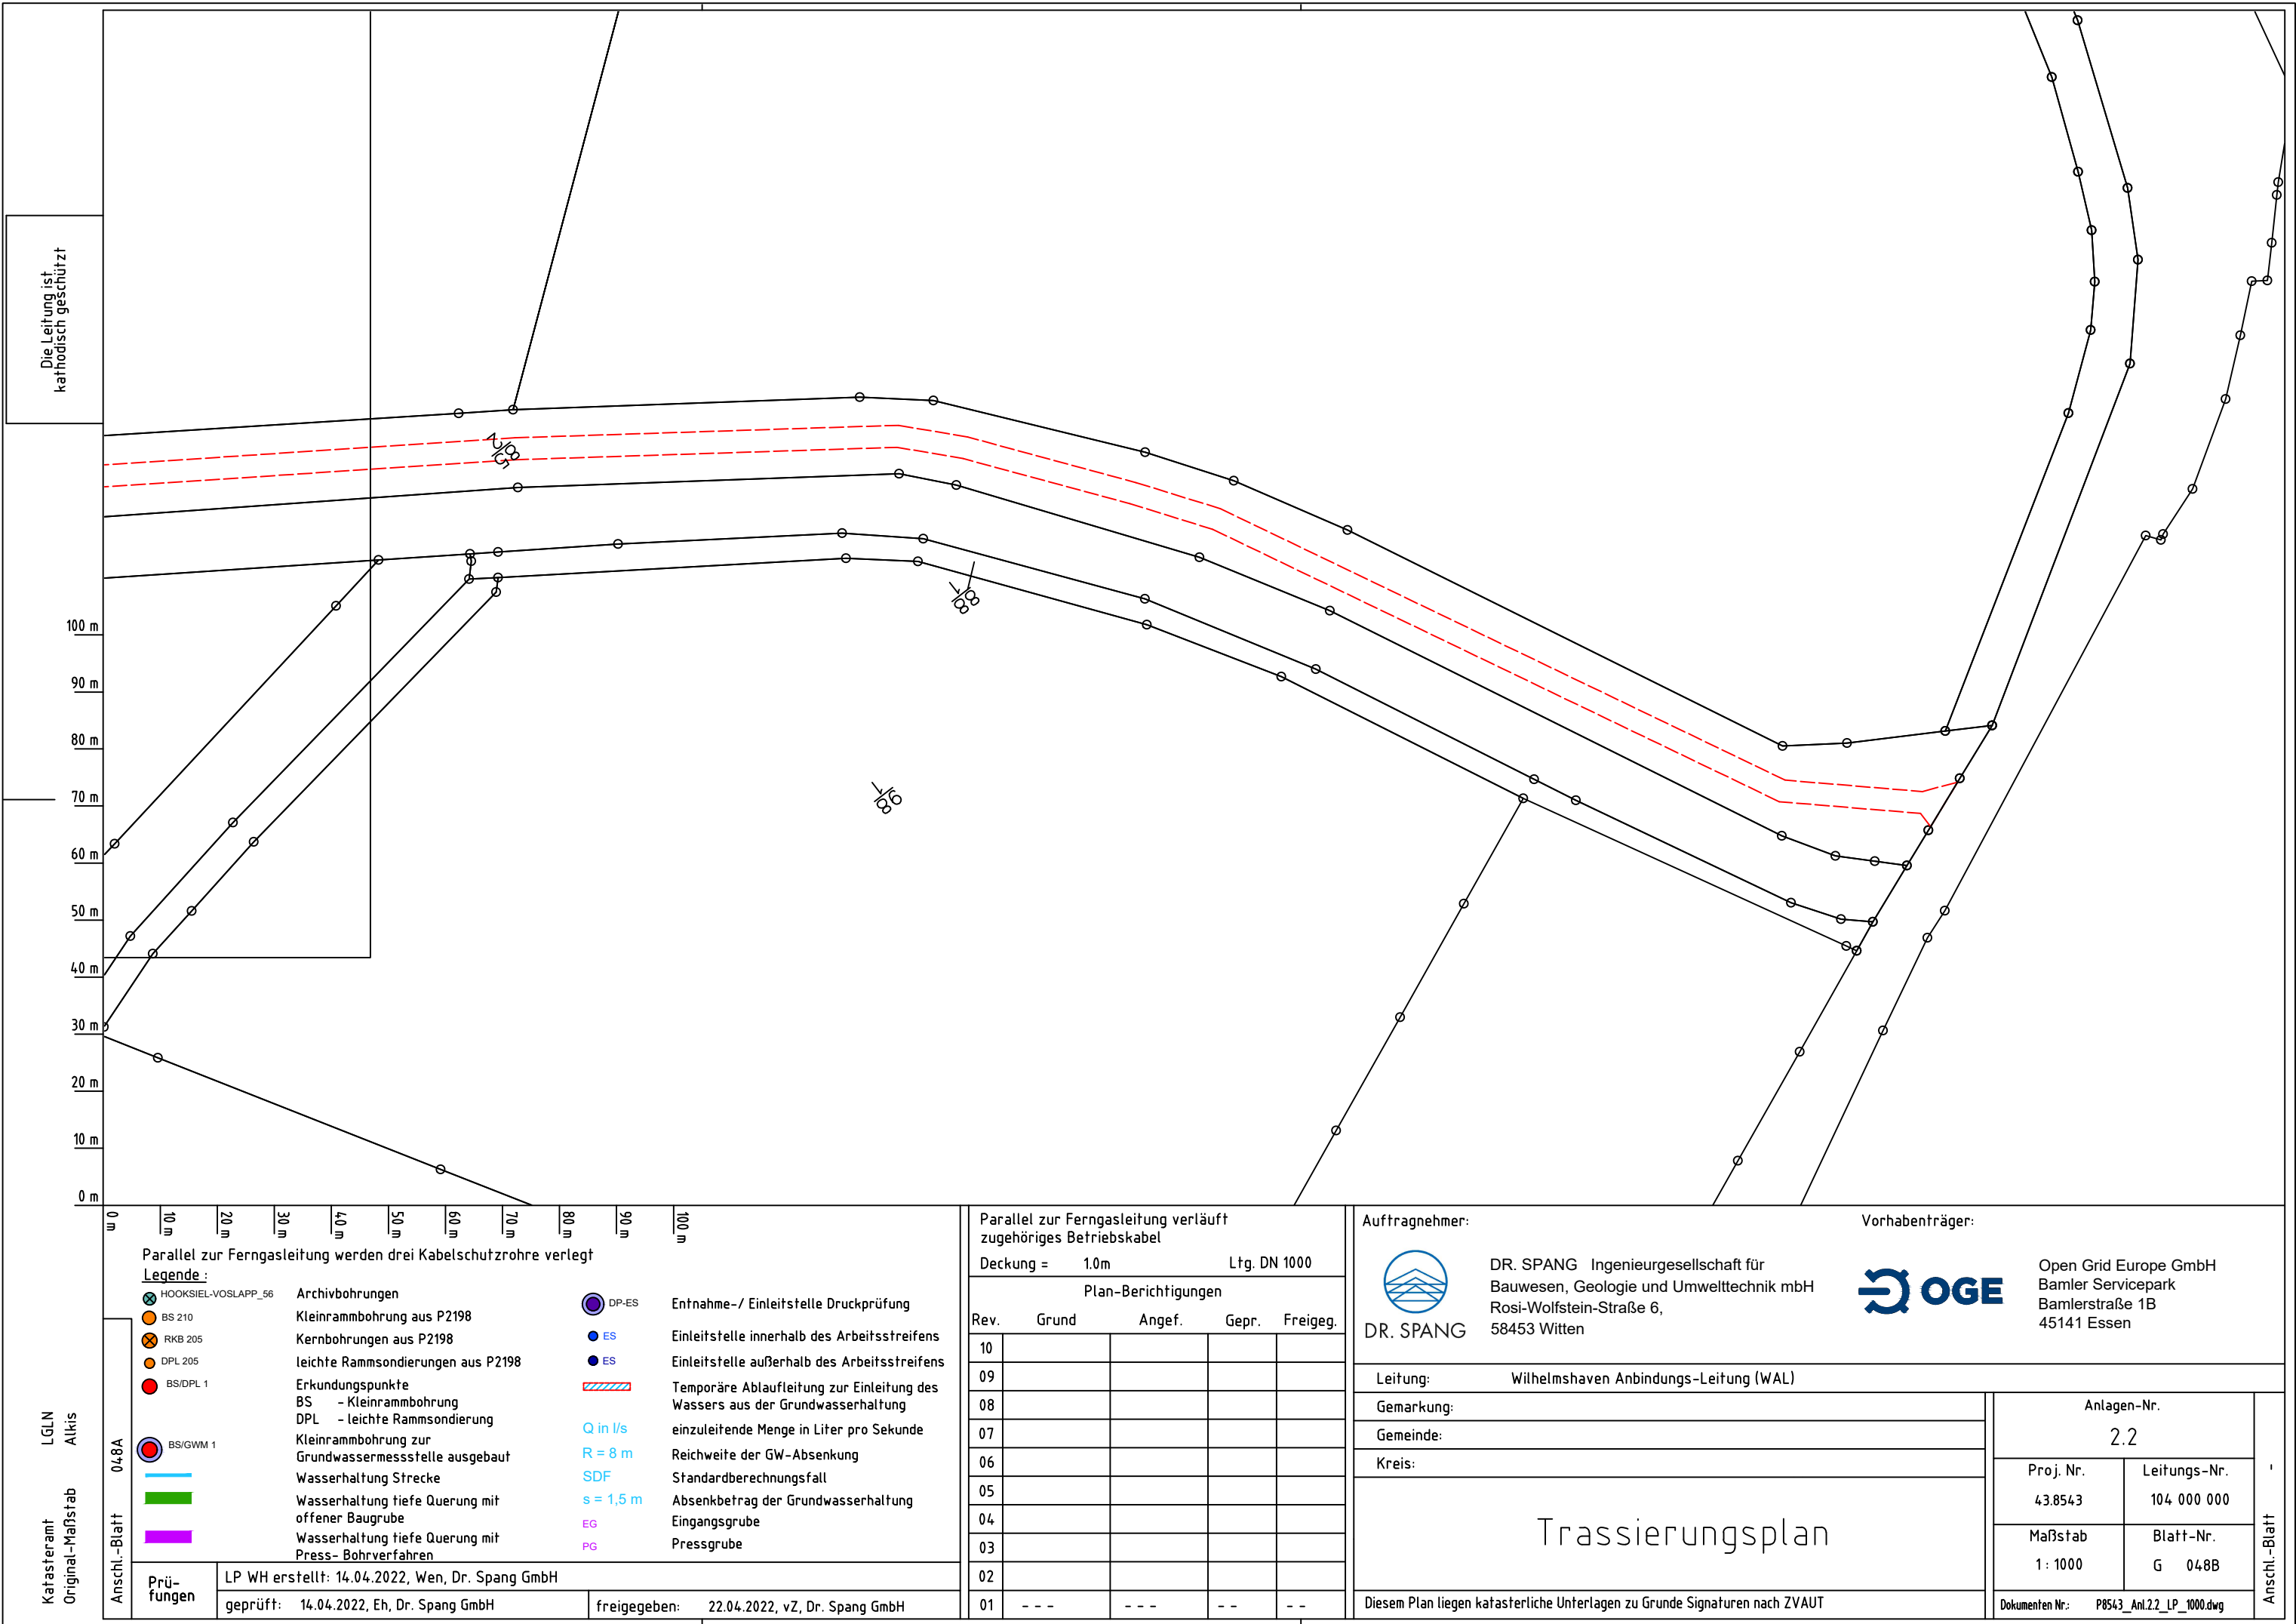 Die Leitung ist
kathodisch geschützt
2
50
1
88
1
89
100 m
90 m
80 m
70 m
60 m
50 m
40 m
30 m
20 m
10 m
0 m
0 m
10 m
20 m
30 m
40 m
50 m
60 m
70 m
80 m
90 m
100 m
Parallel zur Ferngasleitung werden drei Kabelschutzrohre verlegt
Legende :
HOOKSIEL-VOSLAPP_56 Archivbohrungen
BS 210 Kleinrammbohrung aus P2198
RKB 205 Kernbohrungen aus P2198
DPL 205 leichte Rammsondierungen aus P2198
BS/DPL 1 Erkundungspunkte
BS - Kleinrammbohrung
DPL - leichte Rammsondierung
BS/GWM 1 Kleinrammbohrung zur
Grundwassermessstelle ausgebaut
Wasserhaltung Strecke
Wasserhaltung tiefe Querung mit
offener Baugrube
Wasserhaltung tiefe Querung mit
Press- Bohrverfahren
DP-ES Entnahme-/ Einleitstelle Druckprüfung
ES Einleitstelle innerhalb des Arbeitsstreifens
ES Einleitstelle außerhalb des Arbeitsstreifens
Temporäre Ablaufleitung zur Einleitung des
Wassers aus der Grundwasserhaltung
Q in l/s einzuleitende Menge in Liter pro Sekunde
R = 8 m Reichweite der GW-Absenkung
SDF Standardberechnungsfall
s = 1,5 m Absenkbetrag der Grundwasserhaltung
EG Eingangsgrube
PG Pressgrube
Katasteramt LGLN
Original-Maßstab Alkis
Anschl.-Blatt 048A
Prü-
fungen
LP WH erstellt: 14.04.2022, Wen, Dr. Spang GmbH
geprüft: 14.04.2022, Eh, Dr. Spang GmbH
freigegeben: 22.04.2022, vZ, Dr. Spang GmbH
Parallel zur Ferngasleitung verläuft
zugehöriges Betriebskabel
Deckung = 1.0m Ltg. DN 1000
Plan-Berichtigungen
Rev. Grund Angef. Gepr. Freigeg.
10
09
08
07
06
05
04
03
02
01 - - - - - - - - - -
Auftragnehmer:
DR. SPANG
DR. SPANG Ingenieurgesellschaft für
Bauwesen, Geologie und Umwelttechnik mbH
Rosi-Wolfstein-Straße 6,
58453 Witten
Vorhabenträger:
OGE
Open Grid Europe GmbH
Bamler Servicepark
Bamlerstraße 1B
45141 Essen
Leitung: Wilhelmshaven Anbindungs-Leitung (WAL)
Gemarkung:
Gemeinde:
Kreis:
Trassierungsplan
Diesem Plan liegen katasterliche Unterlagen zu Grunde Signaturen nach ZVAUT
Anlagen-Nr.
2.2
Proj. Nr. Leitungs-Nr.
43.8543 104 000 000
Maßstab Blatt-Nr.
1 : 1000 G 048B
Dokumenten Nr.: P8543_Anl.2.2_LP_1000.dwg
Anschl.-Blatt -